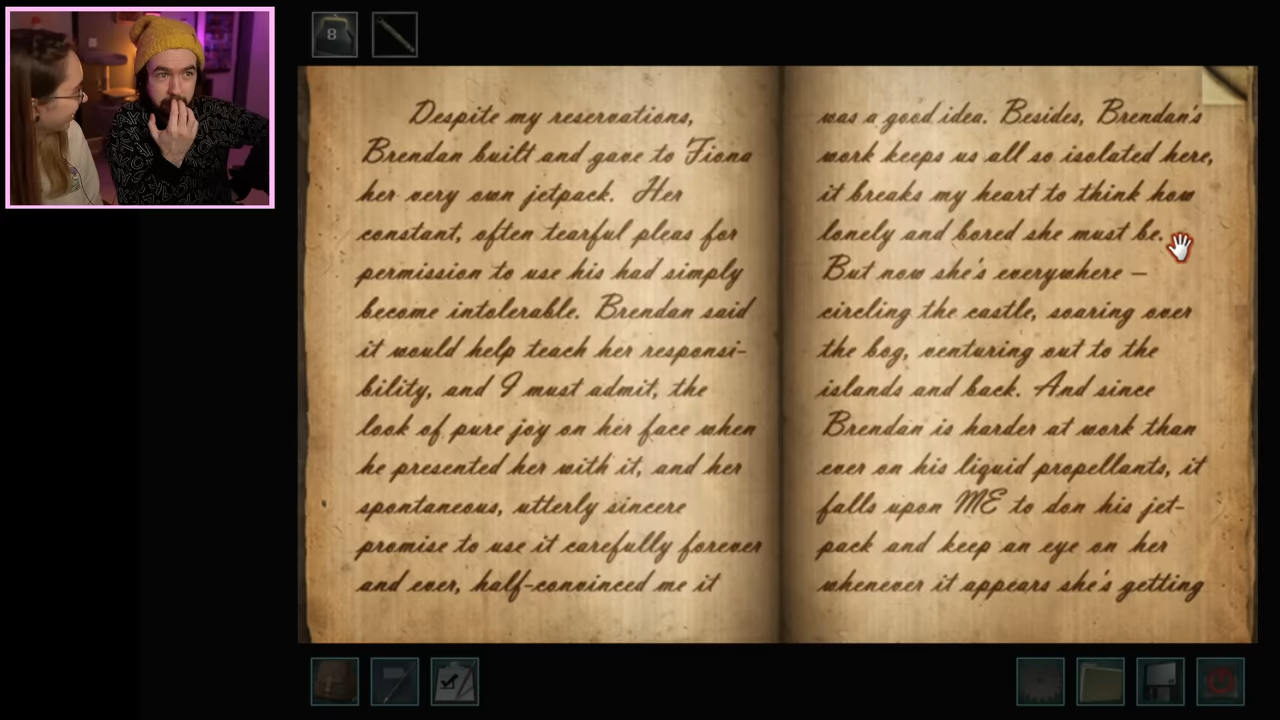 8
Despite my reservations,
Brendan built and gave to Fiona
her very own jetpack. Her
constant, often tearful pleas for
permission to use his had simply
become intolerable. Brendan said
it would help teach her responsi-
bility, and I must admit, the
look of pure joy on her face when
he presented her with it, and her
spontaneous, utterly sincere
promise to use it carefully forever
and ever, half-convinced me it
was a good idea. Besides, Brendan's
work keeps us all so isolated here,
it breaks my heart to think how
lonely and bored she must be.
But now she's everywhere –
circling the castle, soaring over
the bog, venturing out to the
islands and back. And since
Brendan is harder at work than
ever on his liquid propellants, it
falls upon ME to don his jet-
pack and keep an eye on her
whenever it appears she's getting